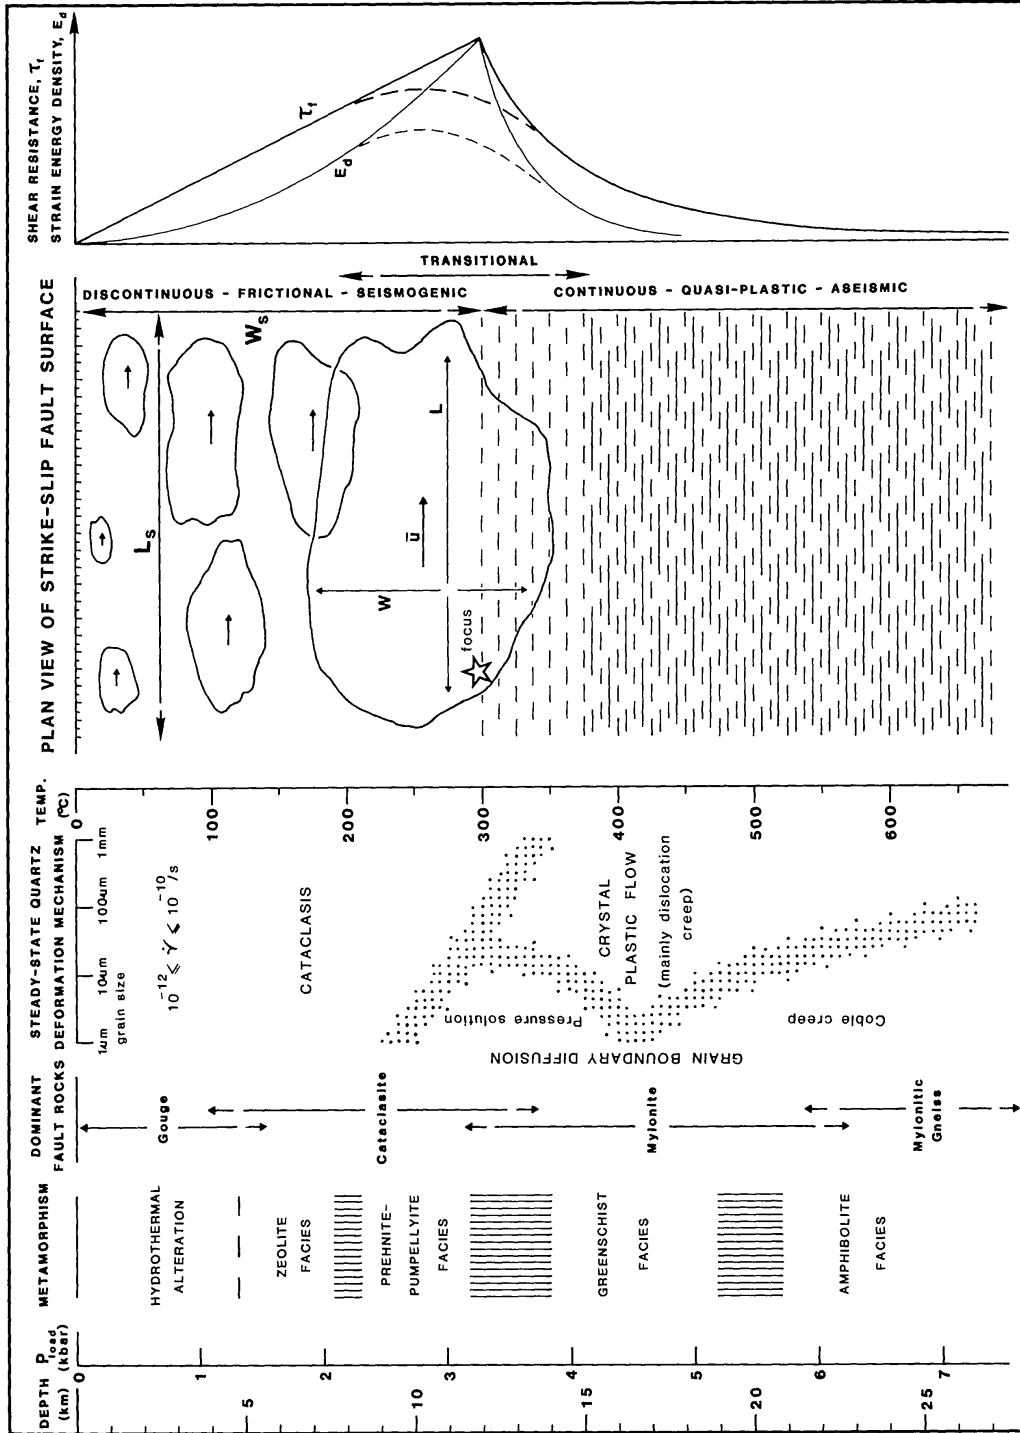 DEPTH
(km)
5
10
15
20
25
P load
(kbar)
0
1
2
3
4
5
6
7
METAMORPHISM
HYDROTHERMAL
ALTERATION
ZEOLITE
FACIES
PREHNITE-
PUMPELLYITE
FACIES
GREENSCHIST
FACIES
AMPHIBOLITE
FACIES
DOMINANT
FAULT ROCKS
Gouge
Cataclasite
Mylonite
Mylonitic
Gneiss
STEADY-STATE QUARTZ
DEFORMATION MECHANISM
1um 10um 100um 1mm
grain size
10⁻¹² ≤ γ̇ ≤ 10⁻¹⁰ /s
CATACLASIS
Pressure solution
GRAIN BOUNDARY DIFFUSION
CRYSTAL
PLASTIC FLOW
(mainly dislocation
creep)
Coble creep
TEMP.
(°C)
0
100
200
300
400
500
600
PLAN VIEW OF STRIKE-SLIP FAULT SURFACE
Ls
Ws
W
L
ū
focus
DISCONTINUOUS - FRICTIONAL - SEISMOGENIC
CONTINUOUS - QUASI-PLASTIC - ASEISMIC
TRANSITIONAL
SHEAR RESISTANCE, τf
STRAIN ENERGY DENSITY, Ed
τf
Ed